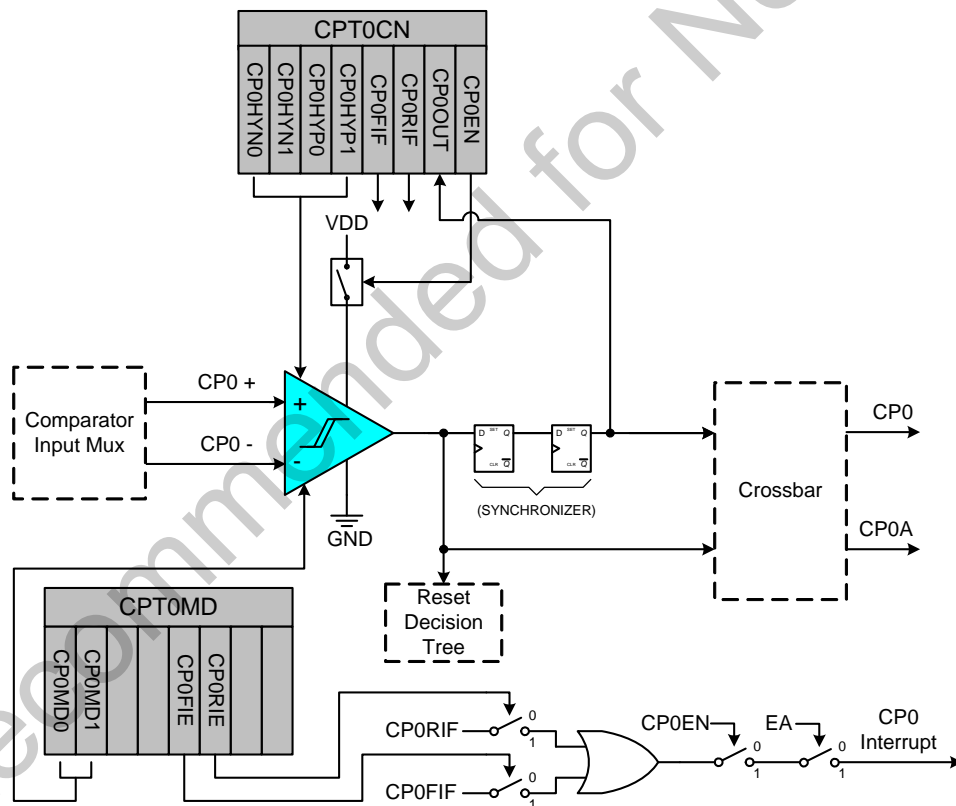 CPT0CN
CP0HYN0
CP0HYN1
CP0HYP0
CP0HYP1
CP0FIF
CP0RIF
CP0OUT
CP0EN
VDD
Comparator
Input Mux
CP0 +
CP0 -
+
-
GND
D SET Q
CLR Q
D SET Q
CLR Q
(SYNCHRONIZER)
Crossbar
CP0
CP0A
Reset
Decision
Tree
CPT0MD
CP0MD0
CP0MD1
CP0FIE
CP0RIE
CP0RIF
0
1
CP0FIF
0
1
CP0EN
0
1
EA
0
1
CP0
Interrupt
ecommended for N